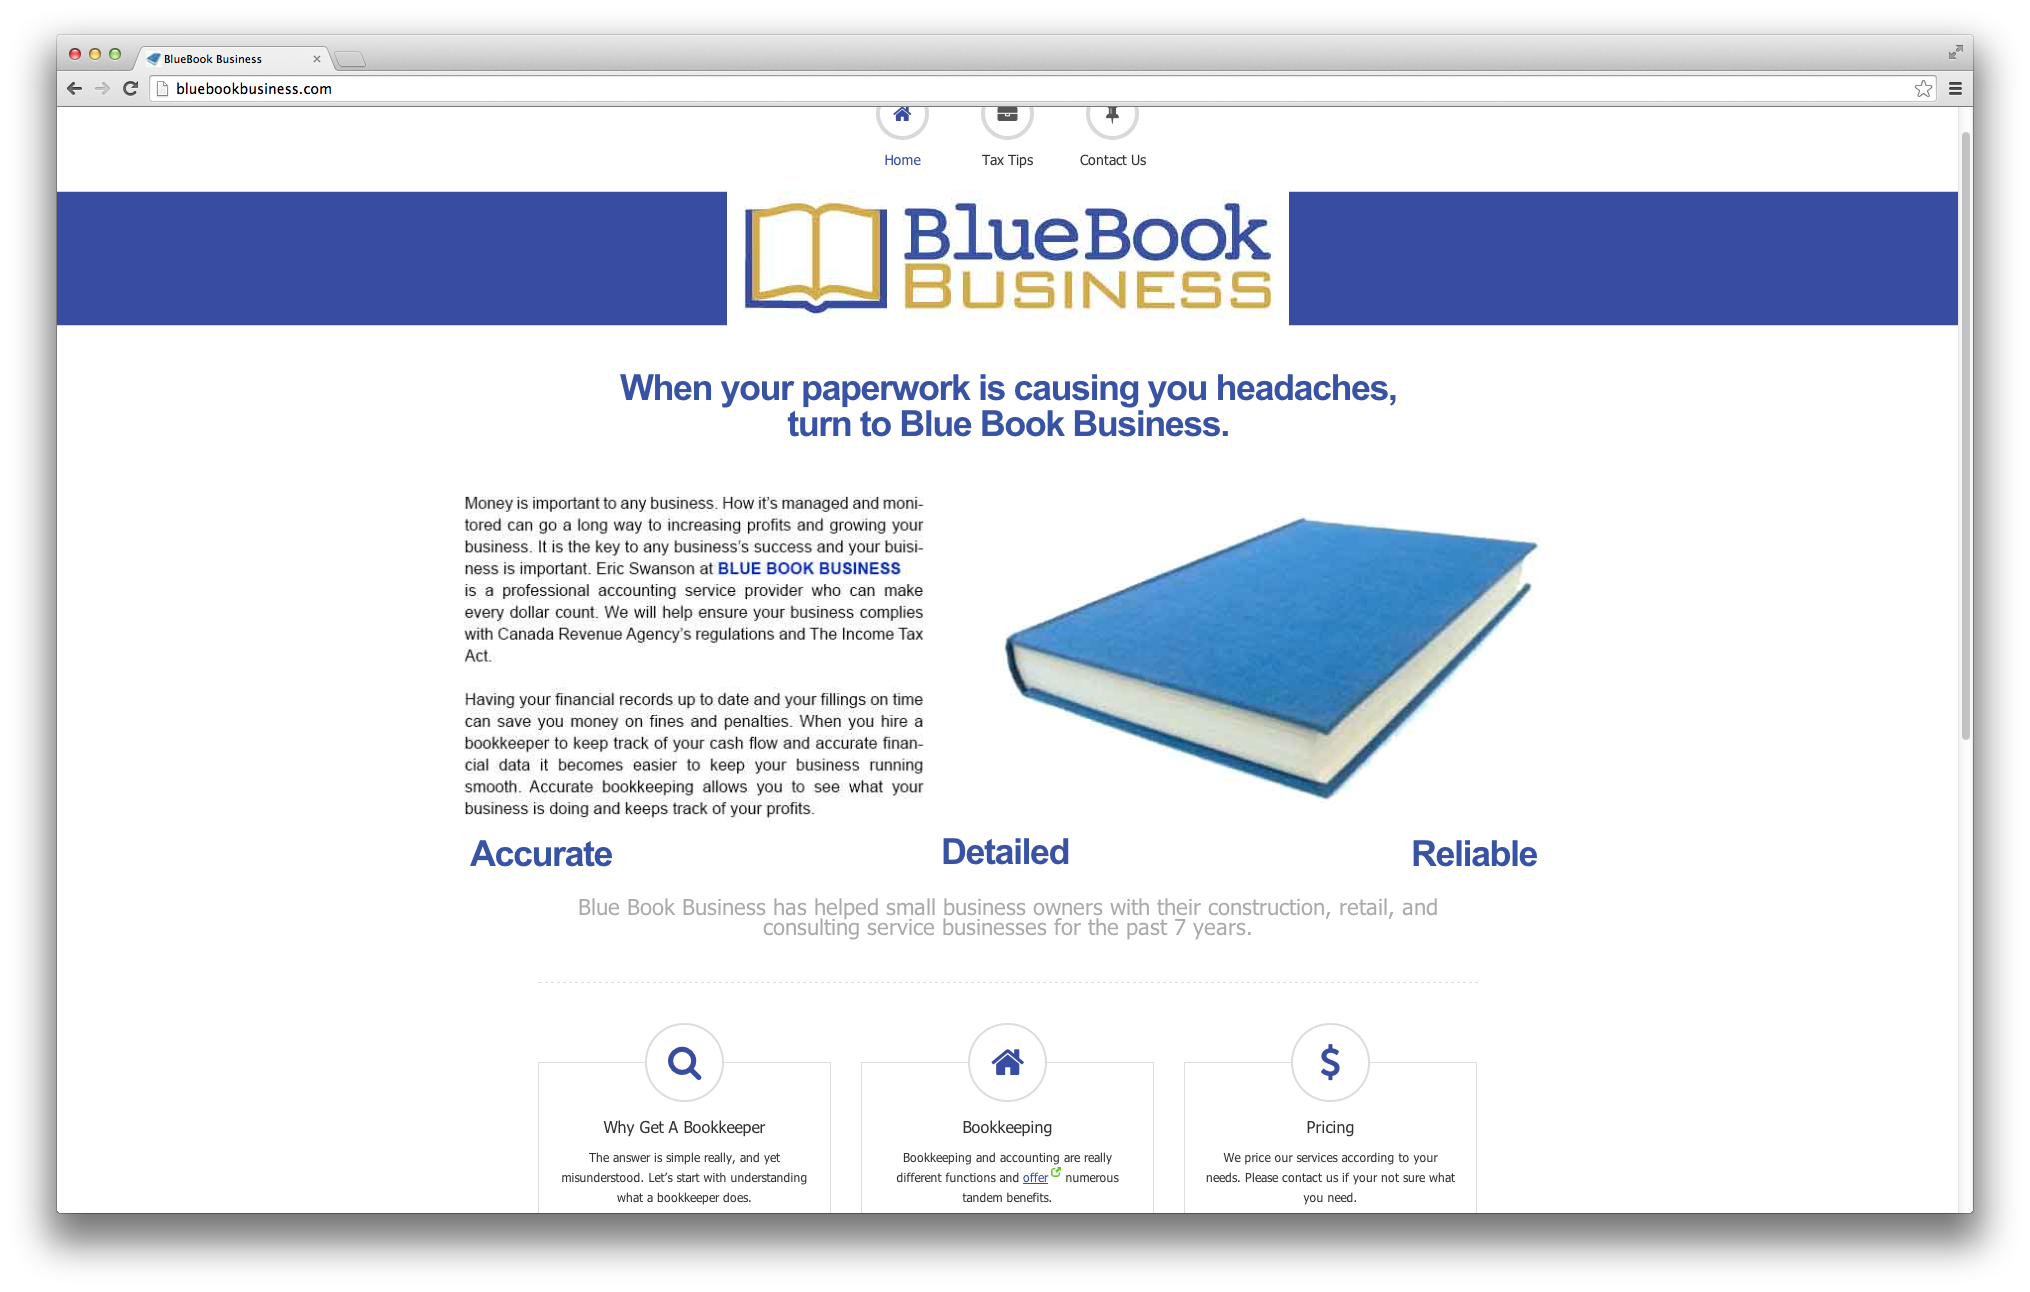 BlueBook Business
bluebookbusiness.com
Home
Tax Tips
Contact Us
BlueBook
BUSINESS
When your paperwork is causing you headaches,
turn to Blue Book Business.
Money is important to any business. How it's managed and moni-
tored can go a long way to increasing profits and growing your
business. It is the key to any business's success and your buisi-
ness is important. Eric Swanson at BLUE BOOK BUSINESS
is a professional accounting service provider who can make
every dollar count. We will help ensure your business complies
with Canada Revenue Agency's regulations and The Income Tax
Act.
Having your financial records up to date and your fillings on time
can save you money on fines and penalties. When you hire a
bookkeeper to keep track of your cash flow and accurate finan-
cial data it becomes easier to keep your business running
smooth. Accurate bookkeeping allows you to see what your
business is doing and keeps track of your profits.
Accurate
Detailed
Reliable
Blue Book Business has helped small business owners with their construction, retail, and
consulting service businesses for the past 7 years.
Why Get A Bookkeeper
The answer is simple really, and yet
misunderstood. Let's start with understanding
what a bookkeeper does.
Bookkeeping
Bookkeeping and accounting are really
different functions and offer numerous
tandem benefits.
$
Pricing
We price our services according to your
needs. Please contact us if your not sure what
you need.